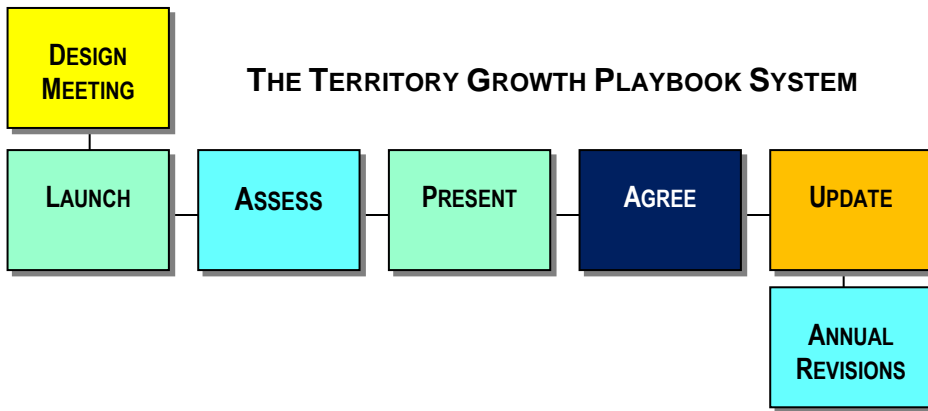 DESIGN
MEETING
THE TERRITORY GROWTH PLAYBOOK SYSTEM
LAUNCH
ASSESS
PRESENT
AGREE
UPDATE
ANNUAL
REVISIONS